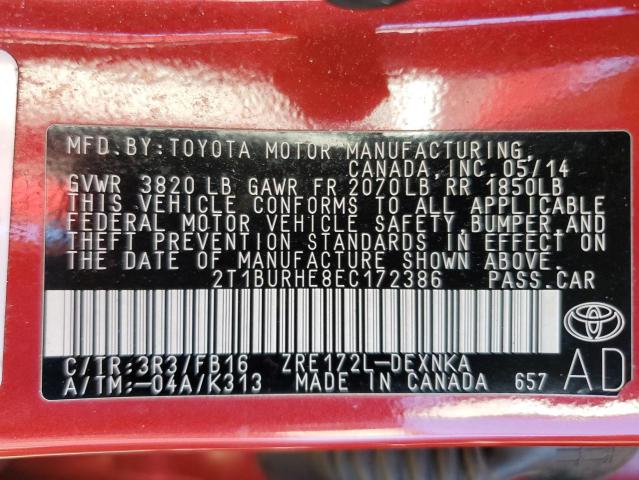 MFD. BY: TOYOTA MOTOR MANUFACTURING,
CANADA, INC. 05/14
GVWR 3820 LB GAWR FR 2070LB RR 1850LB
THIS VEHICLE CONFORMS TO ALL APPLICABLE
FEDERAL MOTOR VEHICLE SAFETY, BUMPER, AND
THEFT PREVENTION STANDARDS IN EFFECT ON
THE DATE OF MANUFACTURE SHOWN ABOVE.
2T1BURHE8EC172386 PASS. CAR
C/TR: 3R3/FB16 ZRE172L-DEXNKA
A/TM: -04A/K313 MADE IN CANADA 657
AD